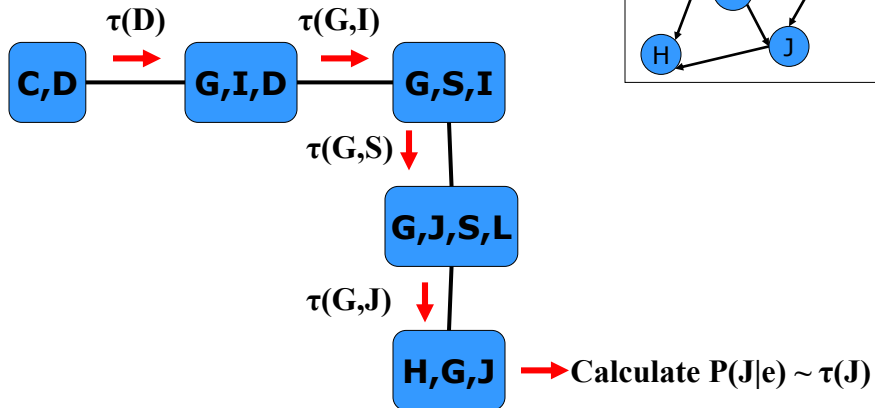 τ(D)
τ(G,I)
C,D
G,I,D
G,S,I
H
J
τ(G,S)
G,J,S,L
τ(G,J)
H,G,J
Calculate P(J|e) ~ τ(J)